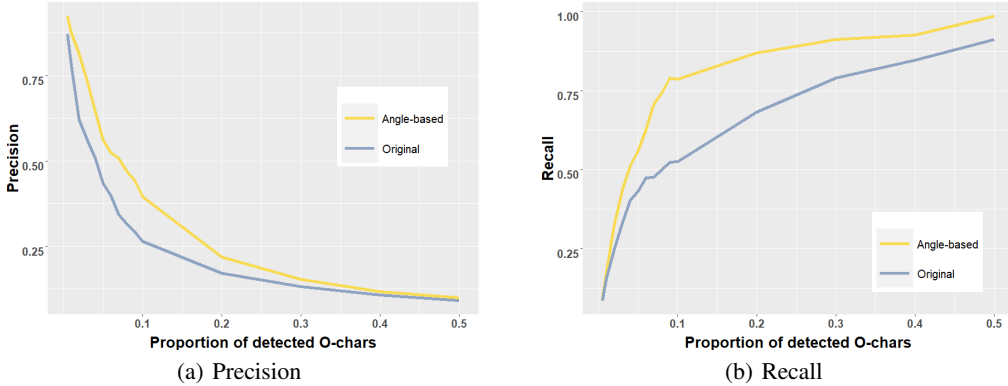 0.75
0.50
0.25
Precision
Angle-based
Original
0.1 0.2 0.3 0.4 0.5
Proportion of detected O-chars
(a) Precision
1.00
0.75
0.50
0.25
Recall
Angle-based
Original
0.1 0.2 0.3 0.4 0.5
Proportion of detected O-chars
(b) Recall